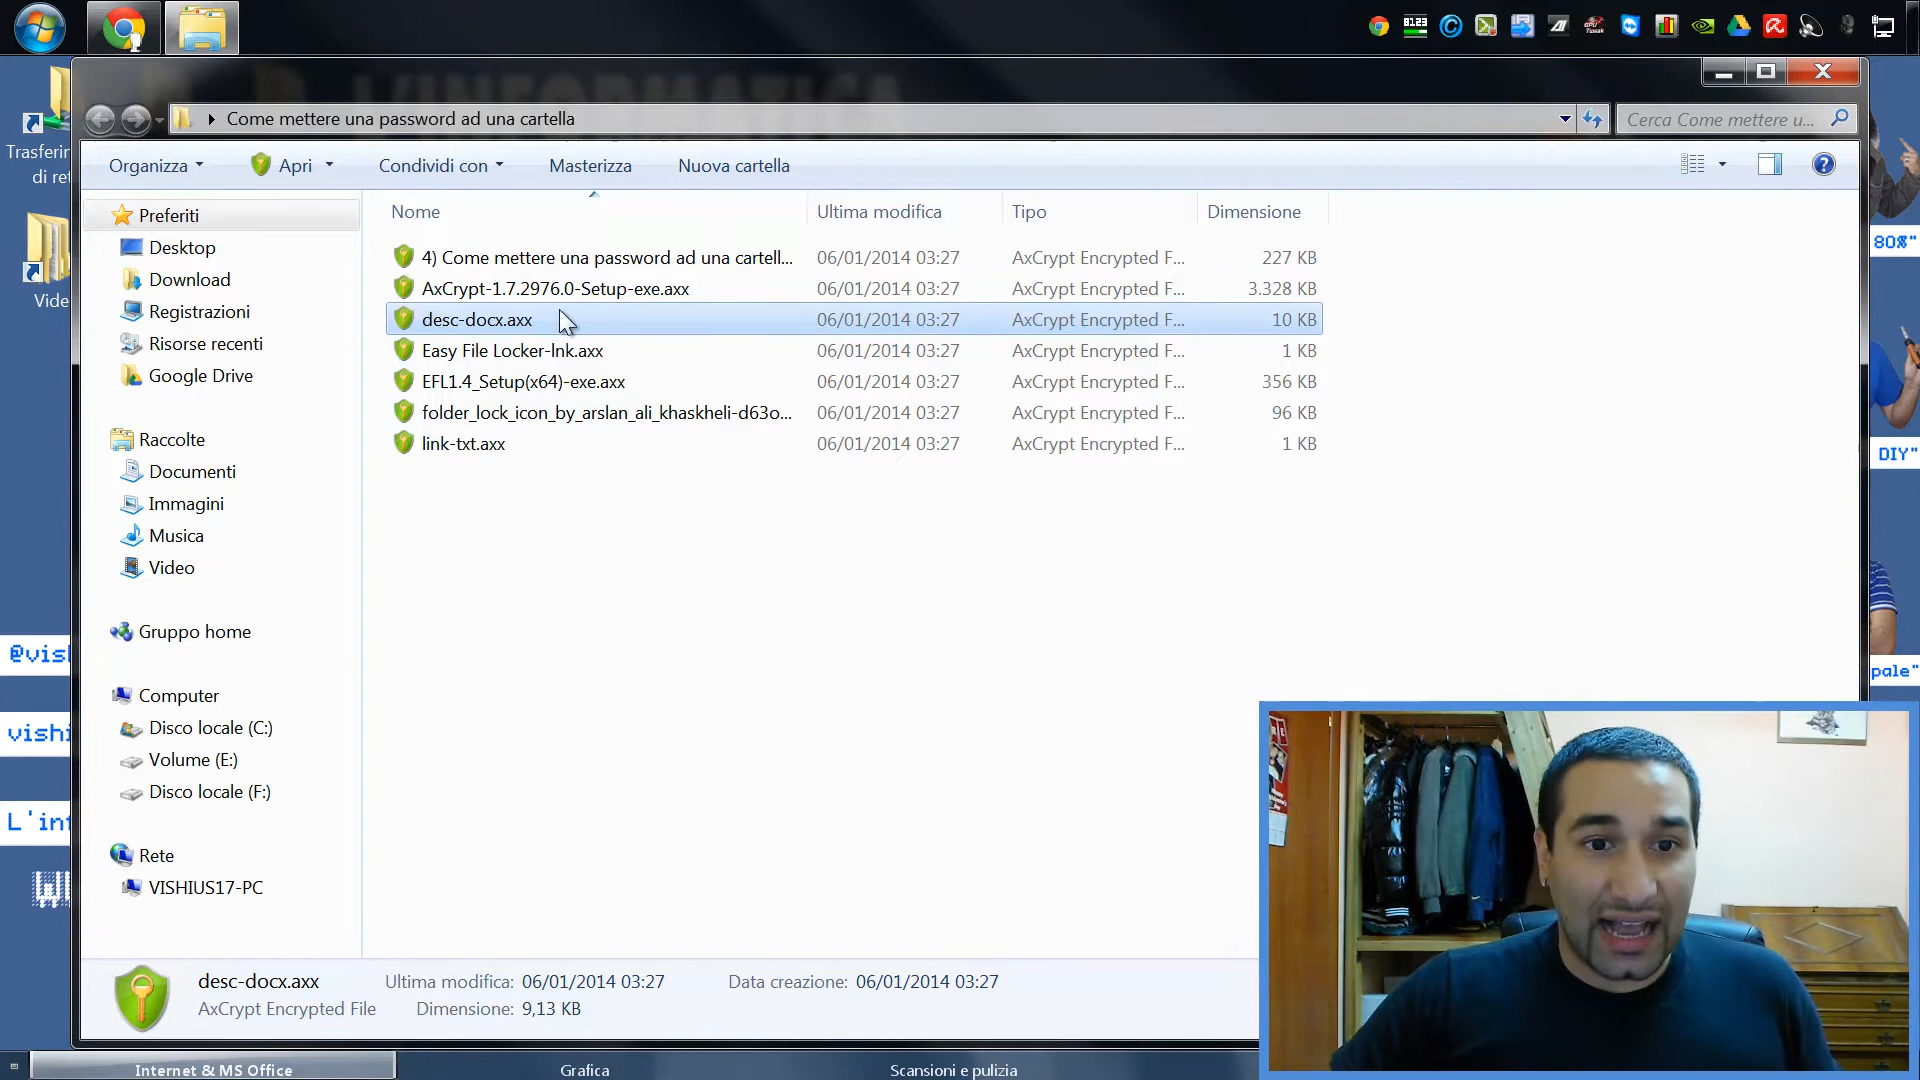 L'INFORMATICA
Come mettere una password ad una cartella
Cerca Come mettere u...
Organizza
Apri
Condividi con
Masterizza
Nuova cartella
Trasferin
di ret
Vide
@vish
vishi
L'int
80%"
DIY"
pale"
Preferiti
Desktop
Download
Registrazioni
Risorse recenti
Google Drive
Raccolte
Documenti
Immagini
Musica
Video
Gruppo home
Computer
Disco locale (C:)
Volume (E:)
Disco locale (F:)
Rete
VISHIUS17-PC
Nome Ultima modifica Tipo Dimensione
4) Come mettere una password ad una cartell... 06/01/2014 03:27 AxCrypt Encrypted F... 227 KB
AxCrypt-1.7.2976.0-Setup-exe.axx 06/01/2014 03:27 AxCrypt Encrypted F... 3.328 KB
desc-docx.axx 06/01/2014 03:27 AxCrypt Encrypted F... 10 KB
Easy File Locker-lnk.axx 06/01/2014 03:27 AxCrypt Encrypted F... 1 KB
EFL1.4_Setup(x64)-exe.axx 06/01/2014 03:27 AxCrypt Encrypted F... 356 KB
folder_lock_icon_by_arslan_ali_khaskheli-d63o... 06/01/2014 03:27 AxCrypt Encrypted F... 96 KB
link-txt.axx 06/01/2014 03:27 AxCrypt Encrypted F... 1 KB
desc-docx.axx Ultima modifica: 06/01/2014 03:27 Data creazione: 06/01/2014 03:27
AxCrypt Encrypted File Dimensione: 9,13 KB
Internet & MS Office Grafica Scansioni e pulizia